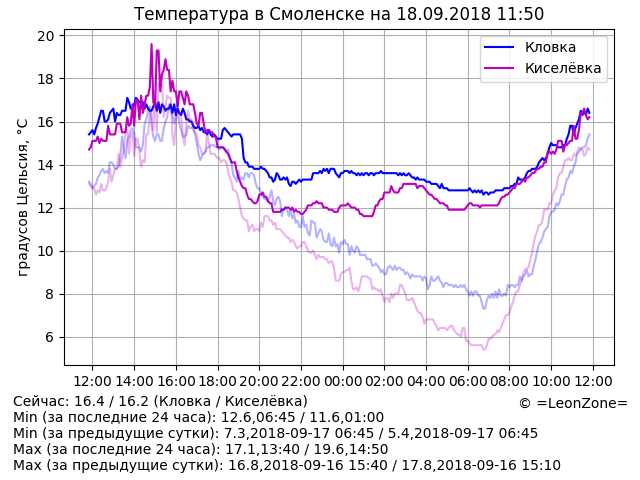 Температура в Смоленске на 18.09.2018 11:50
градусов Цельсия, °C
20
18
16
14
12
10
8
6
Кловка
Киселёвка
12:00 14:00 16:00 18:00 20:00 22:00 00:00 02:00 04:00 06:00 08:00 10:00 12:00
Сейчас: 16.4 / 16.2 (Кловка / Киселёвка)
© =LeonZone=
Min (за последние 24 часа): 12.6,06:45 / 11.6,01:00
Min (за предыдущие сутки): 7.3,2018-09-17 06:45 / 5.4,2018-09-17 06:45
Max (за последние 24 часа): 17.1,13:40 / 19.6,14:50
Max (за предыдущие сутки): 16.8,2018-09-16 15:40 / 17.8,2018-09-16 15:10